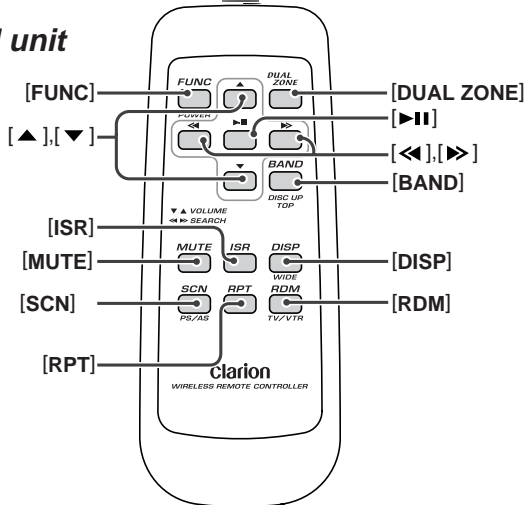 l unit
[FUNC]
[▲],[▼]
[ISR]
[MUTE]
[SCN]
[RPT]
[DUAL ZONE]
[►II]
[◄◄],[►►]
[BAND]
[DISP]
[RDM]
FUNC
POWER
▲
DUAL
ZONE
◄◄
►■
►►
▼
BAND
DISC UP
TOP
▼ ▲ VOLUME
◄◄ ►► SEARCH
MUTE
ISR
DISP
WIDE
SCN
RPT
RDM
PS/AS
TV/VTR
clarion
WIRELESS REMOTE CONTROLLER